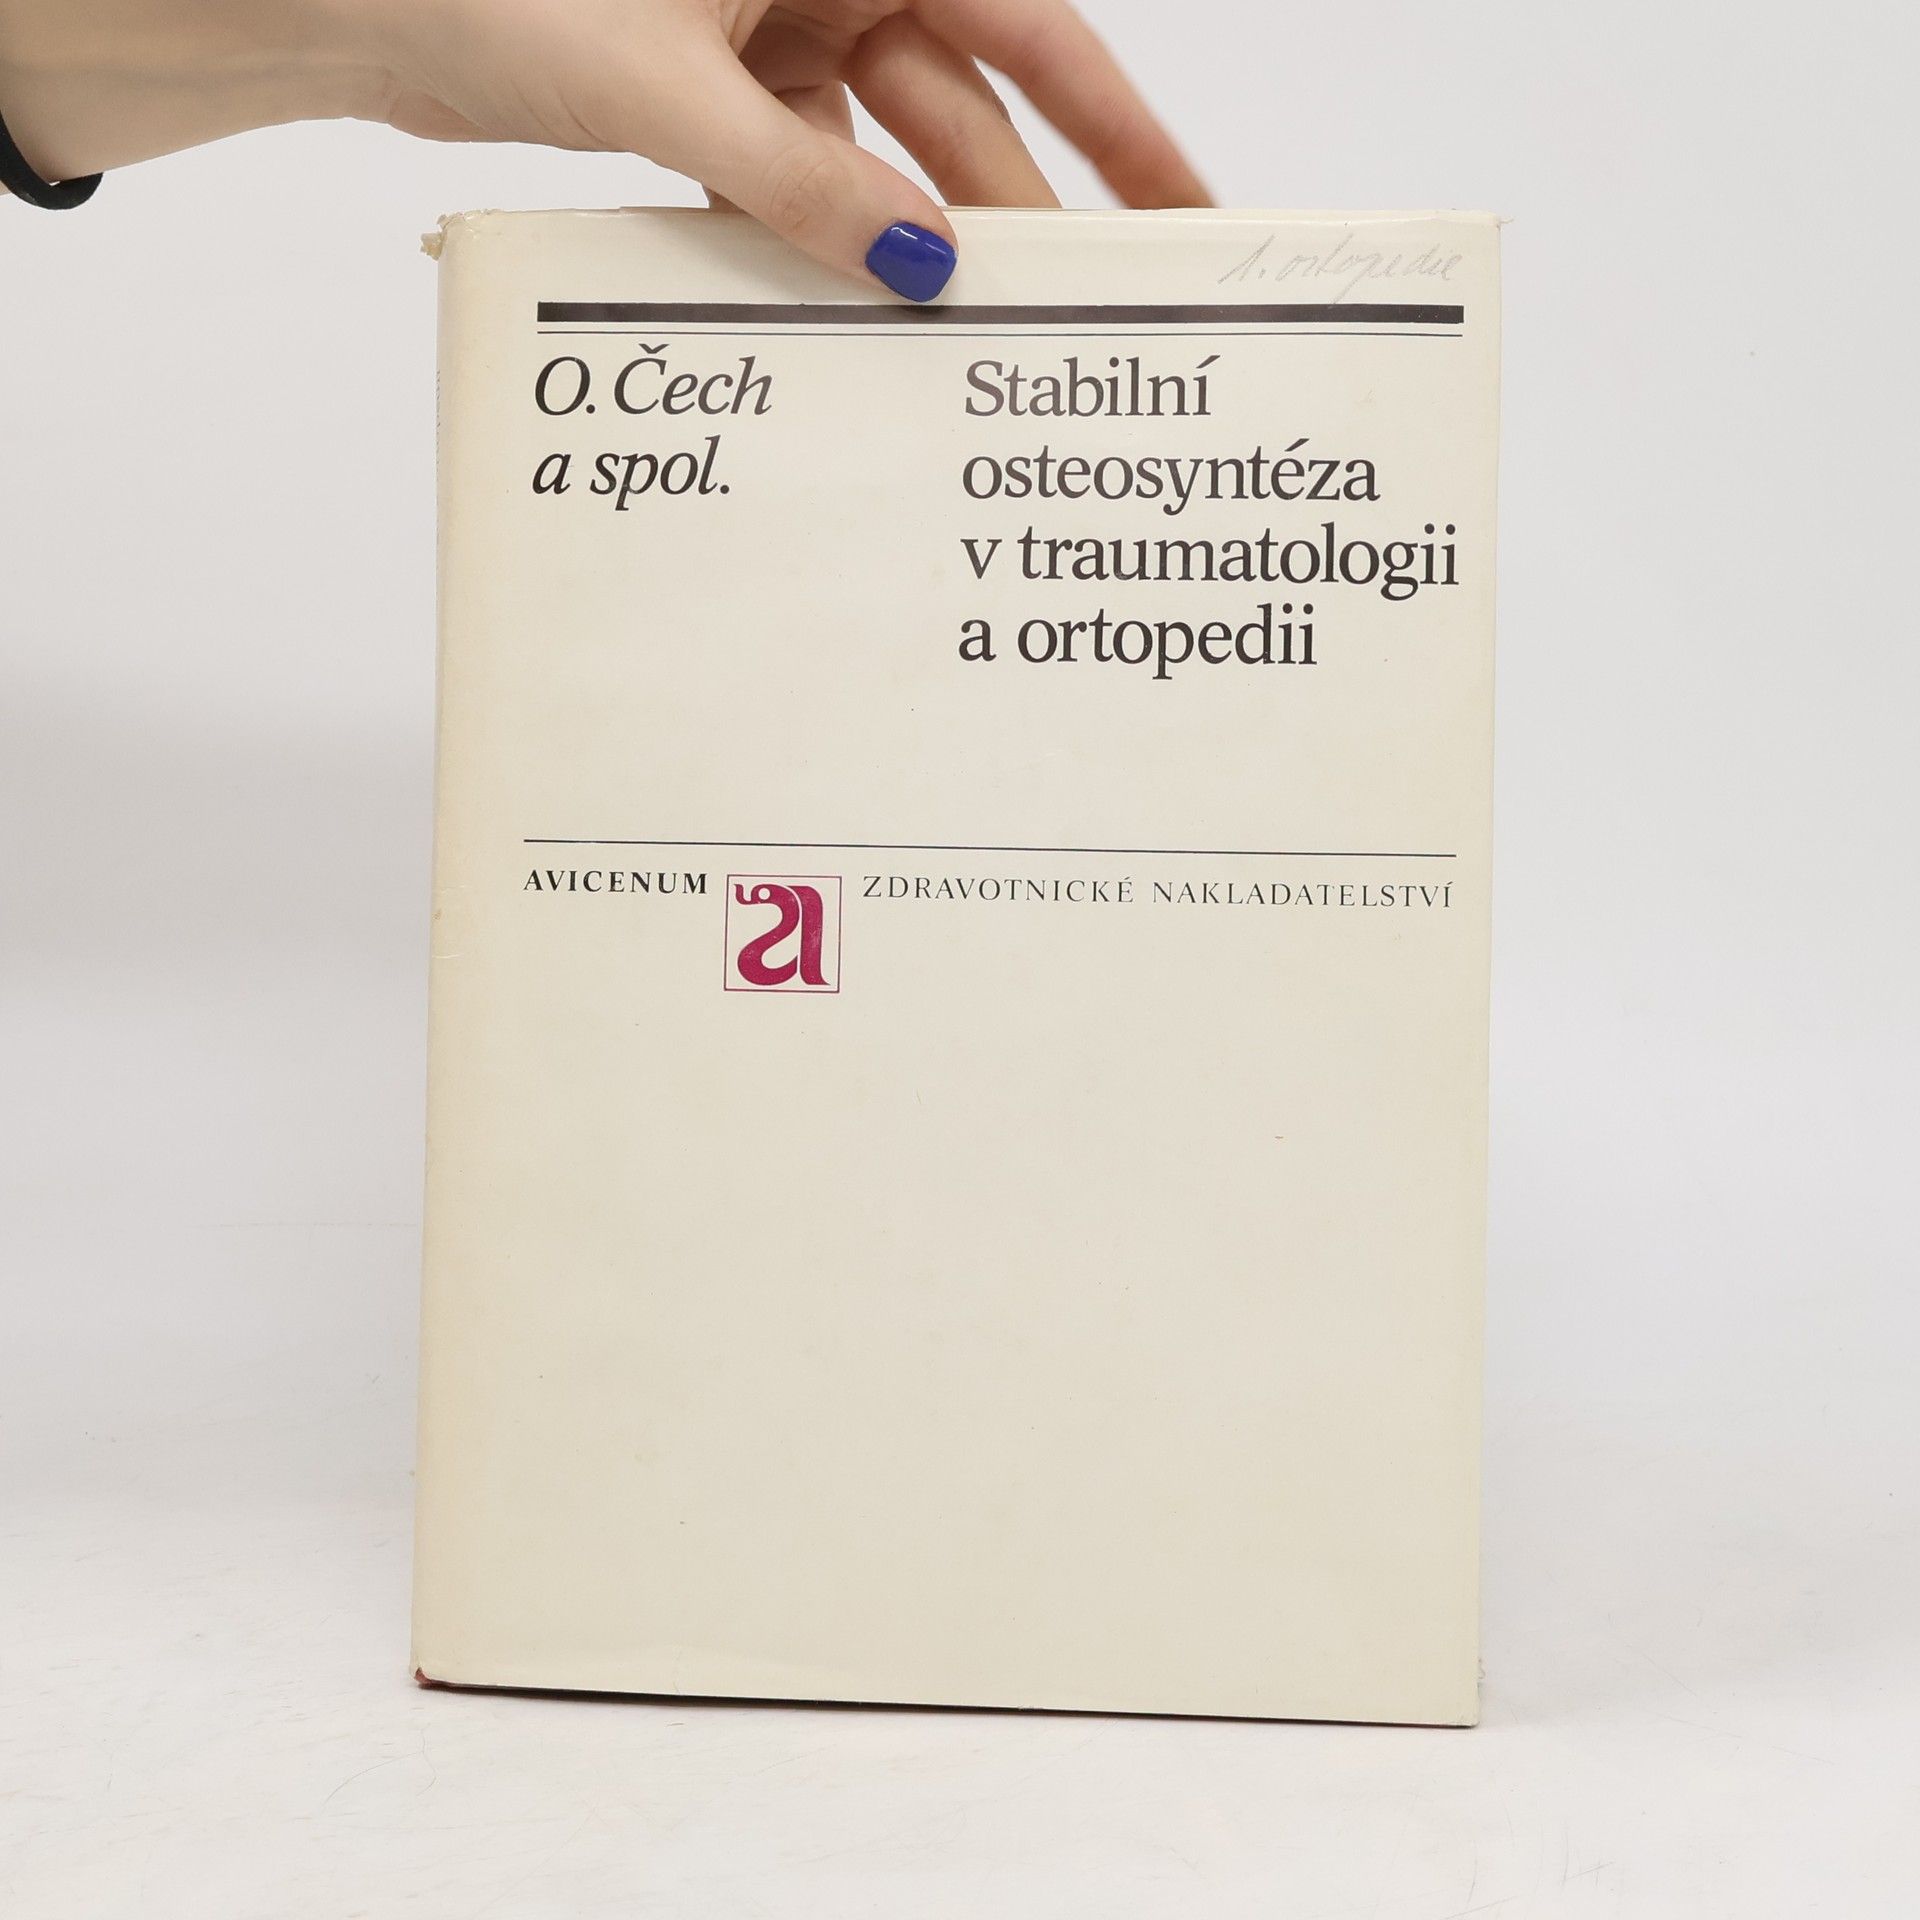 1. ortopedie
O. Čech
a spol.
Stabilní
osteosyntéza
v traumatologii
a ortopedii
AVICENUM
ZDRAVOTNICKÉ NAKLADATELSTVÍ